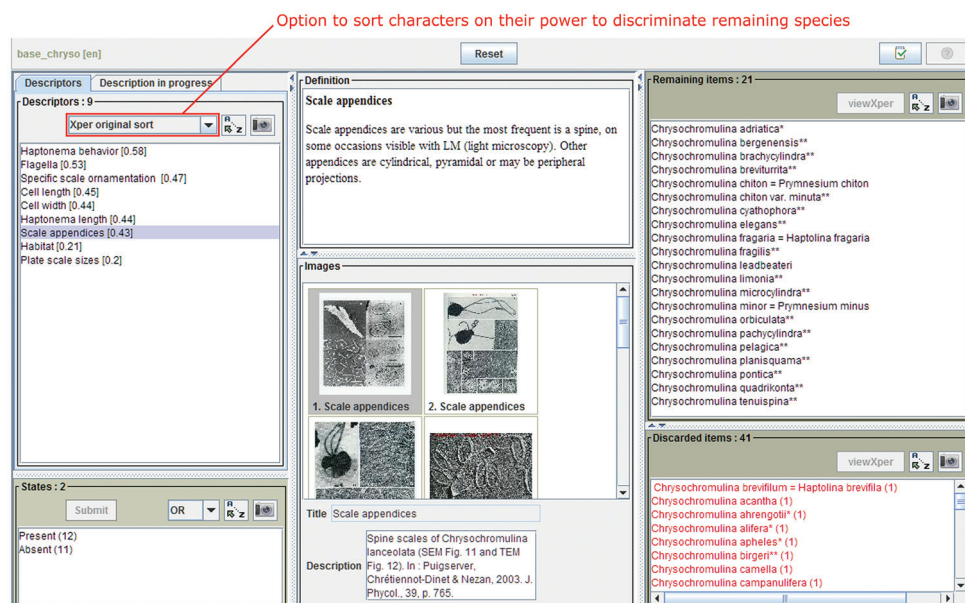 Option to sort characters on their power to discriminate remaining species
base_chryso [en]
Reset
Descriptors
Description in progress
Descriptors : 9
Xper original sort
A
Z
Haptonema behavior [0.58]
Flagella [0.53]
Specific scale ornamentation [0.47]
Cell length [0.45]
Cell width [0.44]
Haptonema length [0.44]
Scale appendices [0.43]
Habitat [0.21]
Plate scale sizes [0.2]
States : 2
Submit
OR
A
Z
Present (12)
Absent (11)
Definition
Scale appendices
Scale appendices are various but the most frequent is a spine, on
some occasions visible with LM (light microscopy). Other
appendices are cylindrical, pyramidal or may be peripheral
projections.
Images
1. Scale appendices
2. Scale appendices
Title Scale appendices
Description
Spine scales of Chrysochromulina
lanceolata (SEM Fig. 11 and TEM
Fig. 12). In : Puigserver,
Chrétiennot-Dinet & Nezan, 2003. J.
Phycol., 39, p. 765.
Remaining items : 21
viewXper
A
Z
Chrysochromulina adriatica*
Chrysochromulina bergenensis**
Chrysochromulina brachycylindra**
Chrysochromulina breviturrita**
Chrysochromulina chiton = Prymnesium chiton
Chrysochromulina chiton var. minuta**
Chrysochromulina cyathophora**
Chrysochromulina elegans**
Chrysochromulina fragaria = Haptolina fragaria
Chrysochromulina fragilis**
Chrysochromulina leadbeateri
Chrysochromulina limonia**
Chrysochromulina microcylindra**
Chrysochromulina minor = Prymnesium minus
Chrysochromulina orbiculata**
Chrysochromulina pachycylindra**
Chrysochromulina pelagica**
Chrysochromulina planisquama**
Chrysochromulina pontica**
Chrysochromulina quadrikonta**
Chrysochromulina tenuispina**
Discarded items : 41
viewXper
A
Z
Chrysochromulina brevifilum = Haptolina brevifila (1)
Chrysochromulina acantha (1)
Chrysochromulina ahrengotii* (1)
Chrysochromulina alifera* (1)
Chrysochromulina apheles* (1)
Chrysochromulina birgeri** (1)
Chrysochromulina camella (1)
Chrysochromulina campanulifera (1)